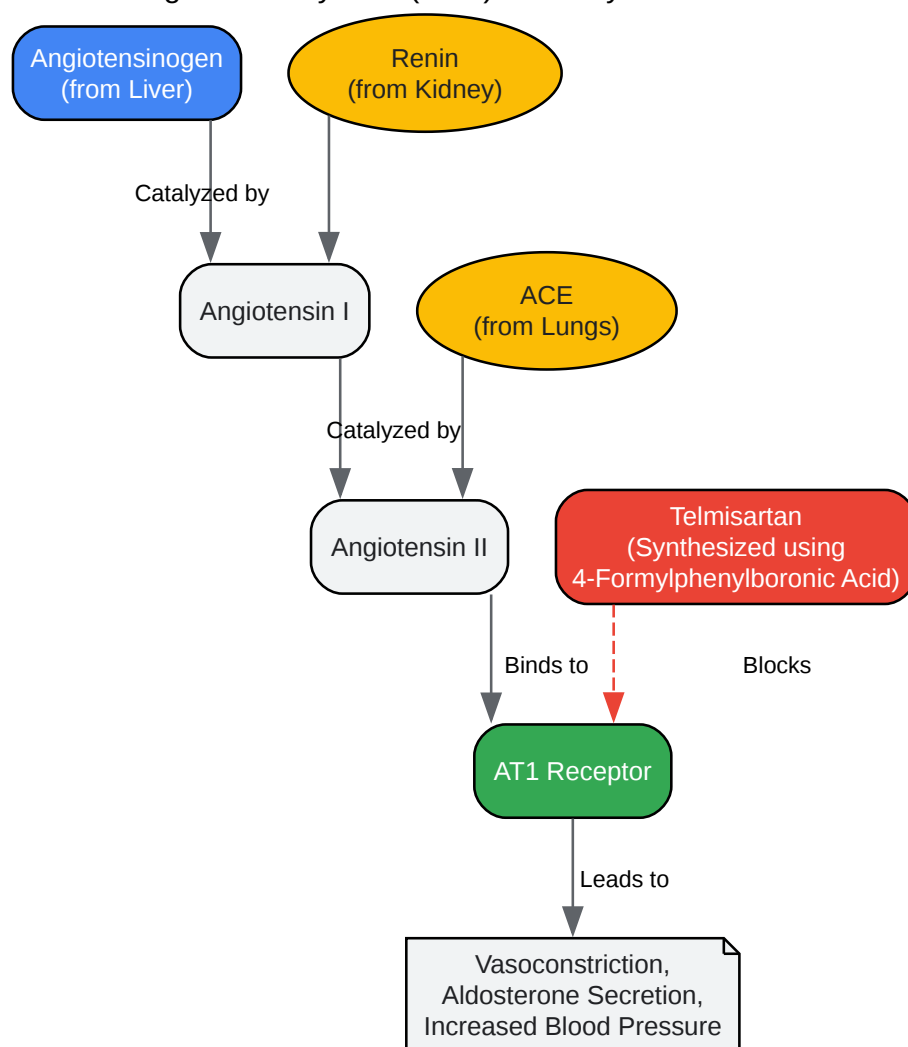 Angiotensinogen
(from Liver)
Renin
(from Kidney)
Catalyzed by
Angiotensin I
ACE
(from Lungs)
Catalyzed by
Angiotensin II
Telmisartan
(Synthesized using
4-Formylphenylboronic Acid)
Binds to
Blocks
AT1 Receptor
Leads to
Vasoconstriction,
Aldosterone Secretion,
Increased Blood Pressure